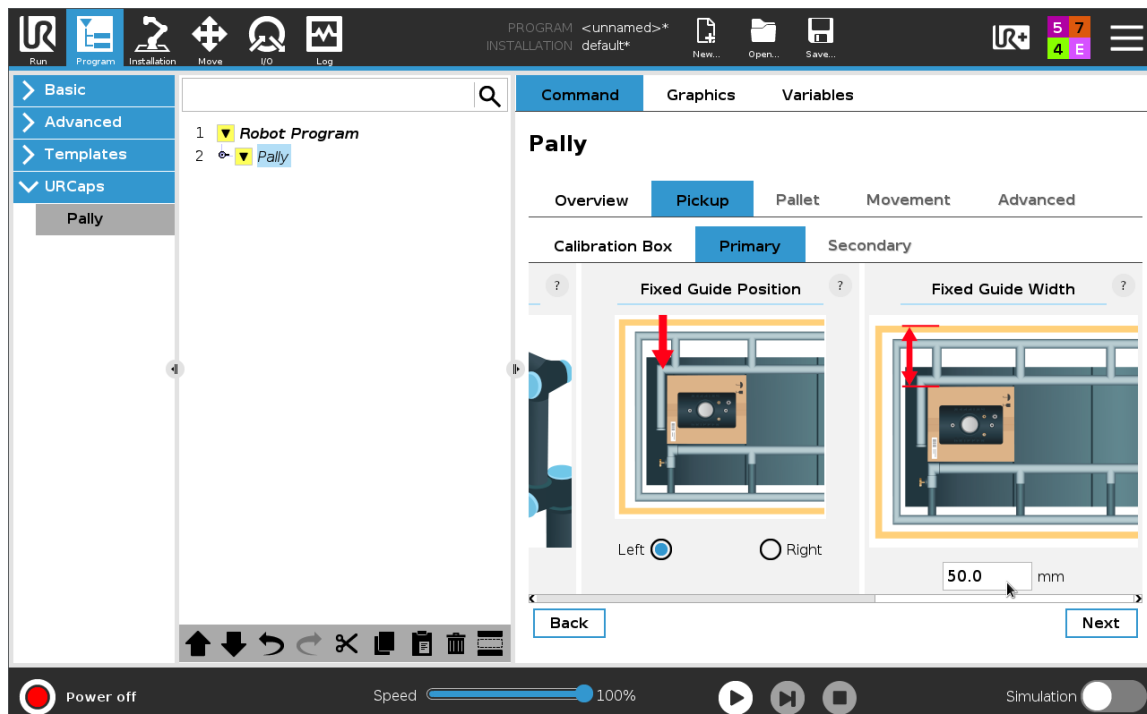 PROGRAM <unnamed>*
INSTALLATION default*
UR
Run
Program
Installation
Move
I/O
Log
New...
Open...
Save...
UR+
5 7
4 E
Basic
Advanced
Templates
URCaps
Pally
1 Robot Program
2 Pally
Command Graphics Variables
Pally
Overview Pickup Pallet Movement Advanced
Calibration Box Primary Secondary
?
Fixed Guide Position ?
Fixed Guide Width ?
Left Right
50.0 mm
Back Next
Power off
Speed 100%
Simulation